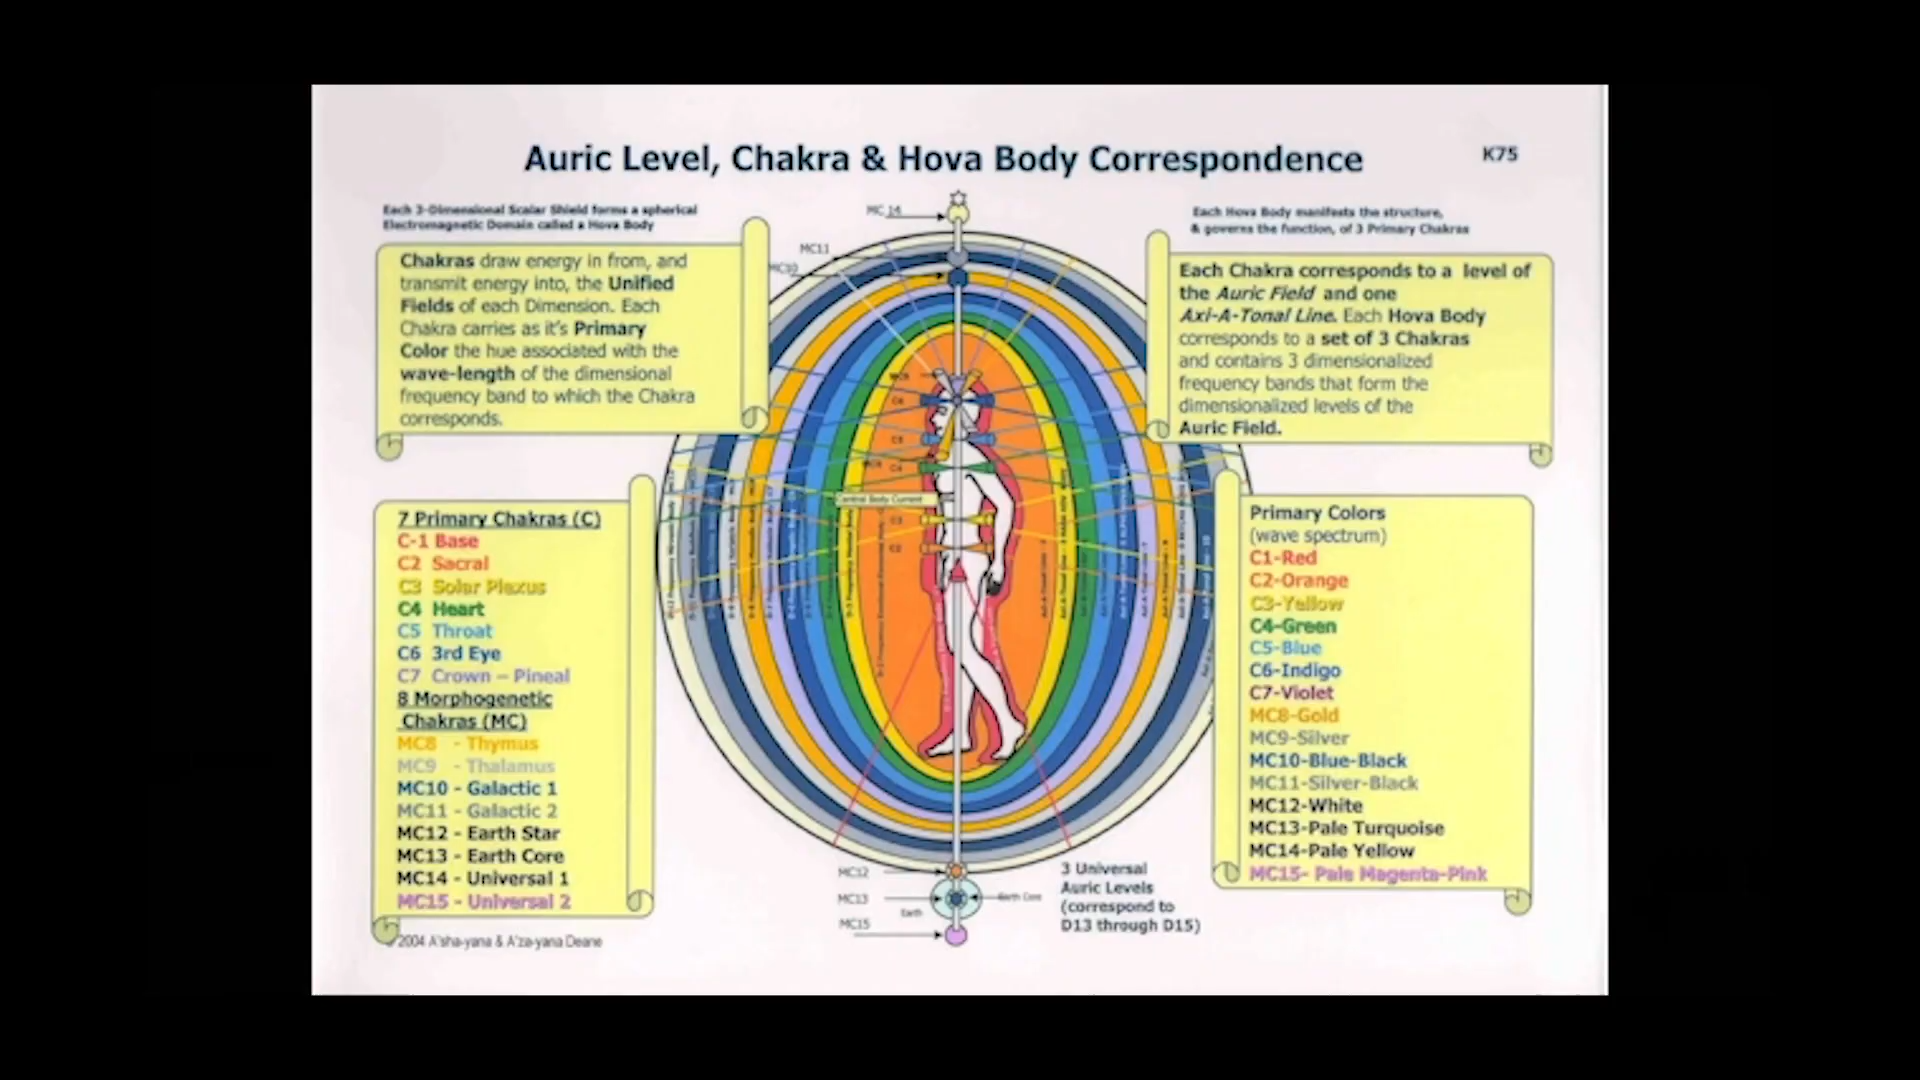 Auric Level, Chakra & Hova Body Correspondence
K75
Each 3-Dimensional Scalar Shield forms a spherical
Electromagnetic Domain called a Hova Body
Chakras draw energy in from, and
transmit energy into, the Unified
Fields of each Dimension. Each
Chakra carries as it's Primary
Color the hue associated with the
wave-length of the dimensional
frequency band to which the Chakra
corresponds.
MC 14
MC11
MC10
Each Hova Body manifests the structure,
& governs the function, of 3 Primary Chakras
Each Chakra corresponds to a level of
the Auric Field and one
Axi-A-Tonal Line. Each Hova Body
corresponds to a set of 3 Chakras
and contains 3 dimensionalized
frequency bands that form the
dimensionalized levels of the
Auric Field.
Central Body Current
7 Primary Chakras (C)
C-1 Base
C2 Sacral
C3 Solar Plexus
C4 Heart
C5 Throat
C6 3rd Eye
C7 Crown – Pineal
8 Morphogenetic
Chakras (MC)
MC8 - Thymus
MC9 - Thalamus
MC10 - Galactic 1
MC11 - Galactic 2
MC12 - Earth Star
MC13 - Earth Core
MC14 - Universal 1
MC15 - Universal 2
Primary Colors
(wave spectrum)
C1-Red
C2-Orange
C3-Yellow
C4-Green
C5-Blue
C6-Indigo
C7-Violet
MC8-Gold
MC9-Silver
MC10-Blue-Black
MC11-Silver-Black
MC12-White
MC13-Pale Turquoise
MC14-Pale Yellow
MC15- Pale Magenta-Pink
MC12
MC13
Earth
Earth Core
MC15
3 Universal
Auric Levels
(correspond to
D13 through D15)
© 2004 A'sha-yana & A'za-yana Deane